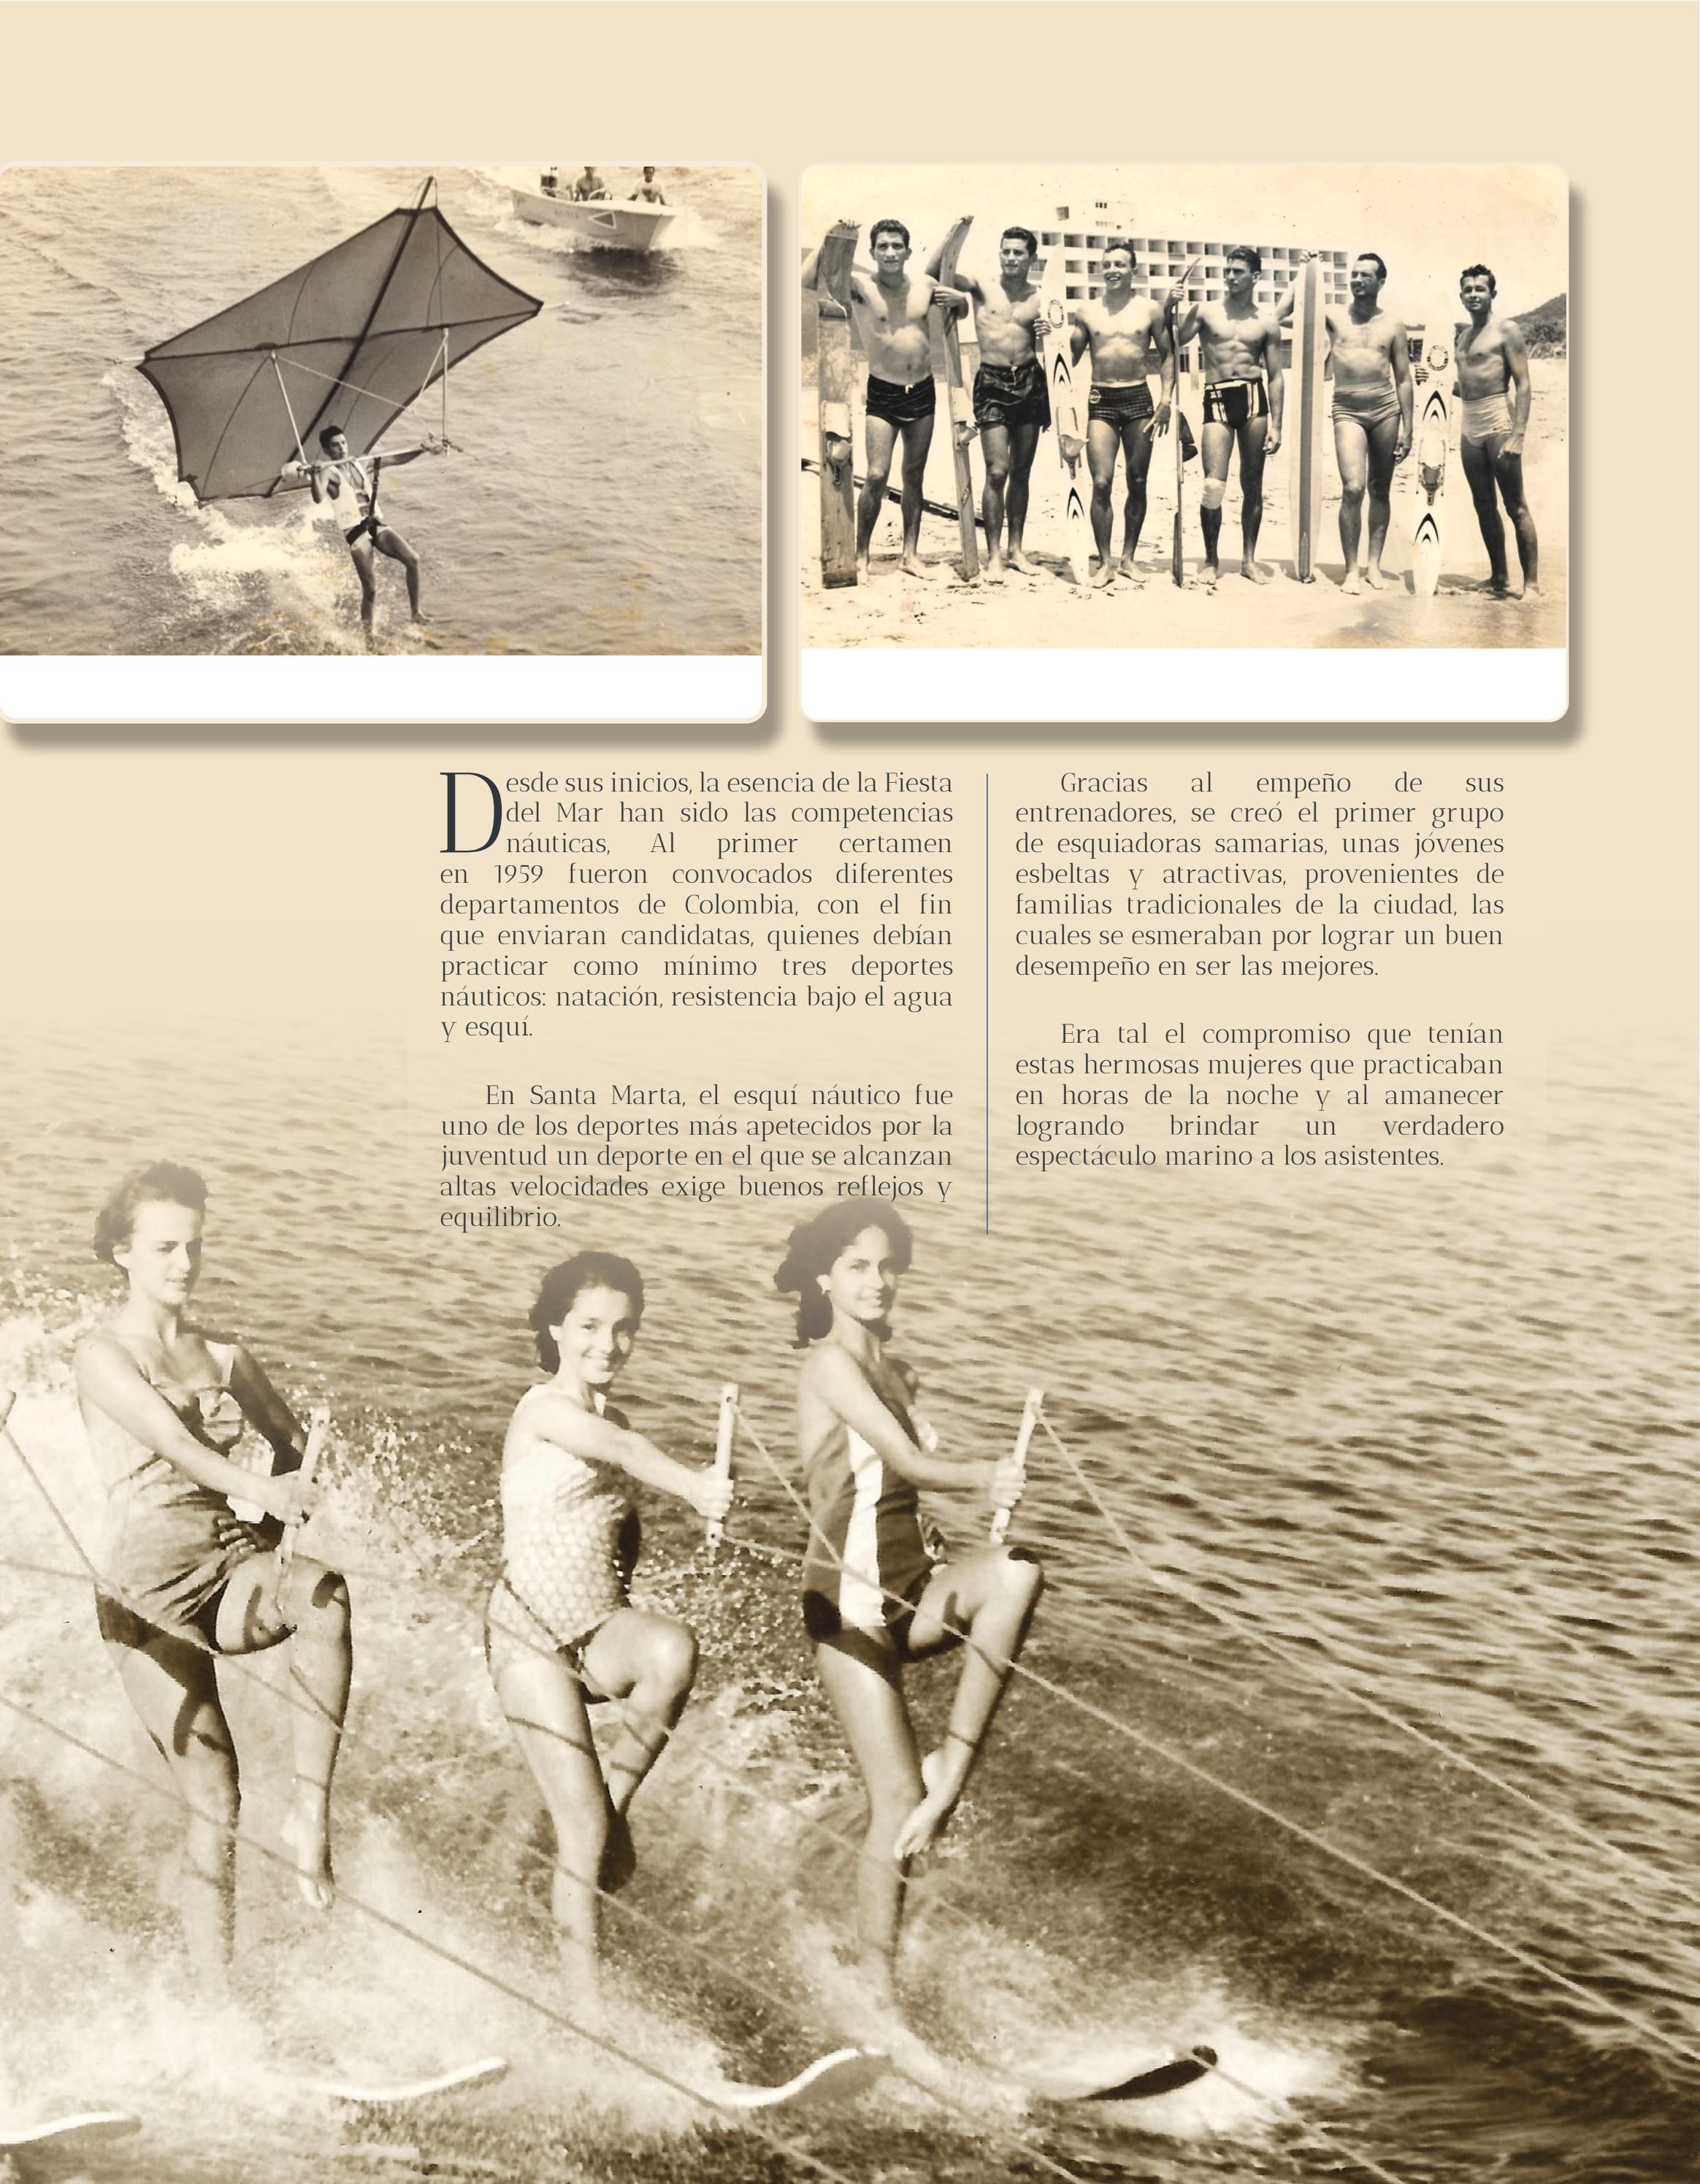 Desde sus inicios, la esencia de la Fiesta
del Mar han sido las competencias
náuticas, Al primer certamen
en 1959 fueron convocados diferentes
departamentos de Colombia, con el fin
que enviaran candidatas, quienes debían
practicar como mínimo tres deportes
náuticos: natación, resistencia bajo el agua
y esquí.
En Santa Marta, el esquí náutico fue
uno de los deportes más apetecidos por la
juventud un deporte en el que se alcanzan
altas velocidades exige buenos reflejos y
equilibrio.
Gracias al empeño de sus
entrenadores, se creó el primer grupo
de esquiadoras samarias, unas jóvenes
esbeltas y atractivas, provenientes de
familias tradicionales de la ciudad, las
cuales se esmeraban por lograr un buen
desempeño en ser las mejores.
Era tal el compromiso que tenían
estas hermosas mujeres que practicaban
en horas de la noche y al amanecer
logrando brindar un verdadero
espectáculo marino a los asistentes.